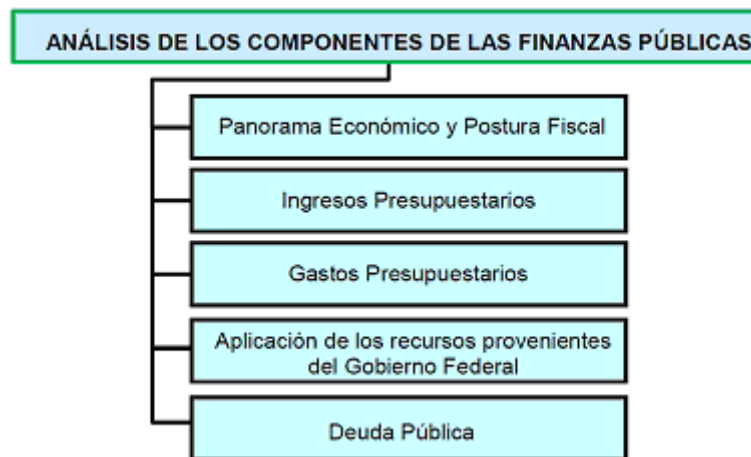 ANÁLISIS DE LOS COMPONENTES DE LAS FINANZAS PÚBLICAS
Panorama Económico y Postura Fiscal
Ingresos Presupuestarios
Gastos Presupuestarios
Aplicación de los recursos provenientes
del Gobierno Federal
Deuda Pública